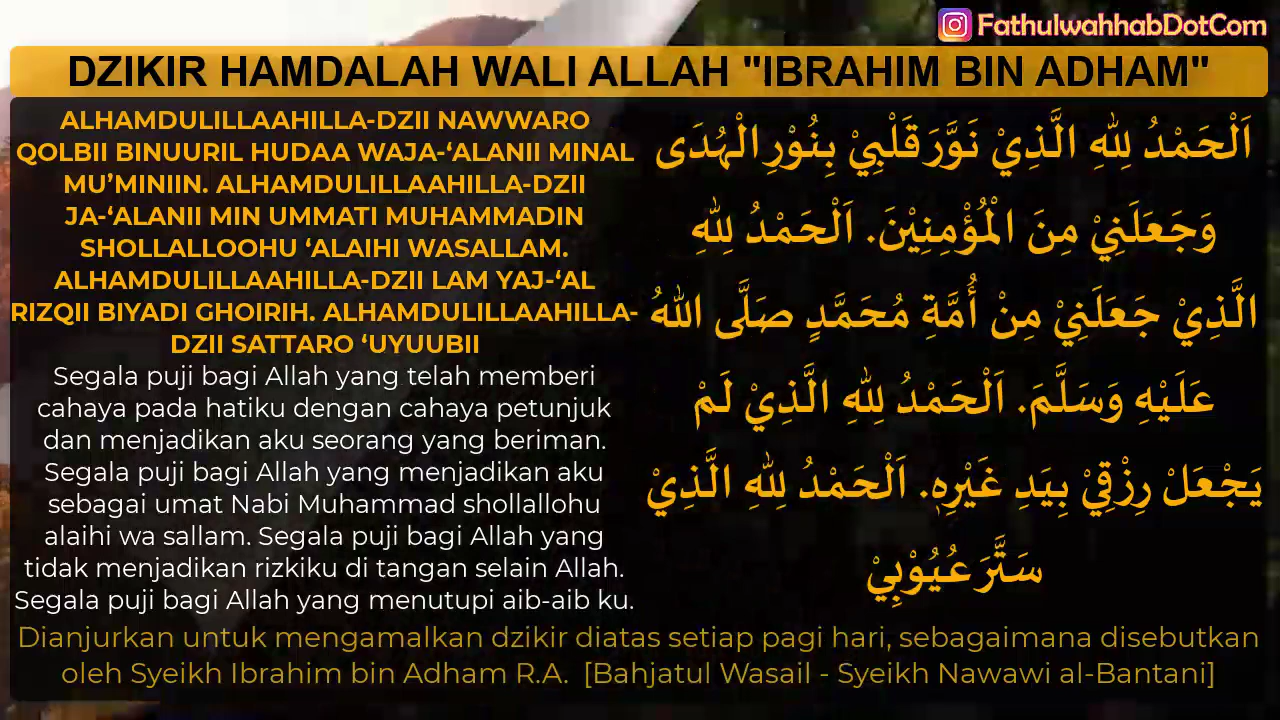 FathulwahhabDotCom
DZIKIR HAMDALAH WALI ALLAH "IBRAHIM BIN ADHAM"
ALHAMDULILLAAHILLA-DZII NAWWARO
QOLBII BINUURIL HUDAA WAJA-‘ALANII MINAL
MU’MINIIN. ALHAMDULILLAAHILLA-DZII
JA-‘ALANII MIN UMMATI MUHAMMADIN
SHOLLALLOOHU ‘ALAIHI WASALLAM.
ALHAMDULILLAAHILLA-DZII LAM YAJ-‘AL
RIZQII BIYADI GHOIRIH. ALHAMDULILLAAHILLA-
DZII SATTARO ‘UYUUBII
Segala puji bagi Allah yang telah memberi
cahaya pada hatiku dengan cahaya petunjuk
dan menjadikan aku seorang yang beriman.
Segala puji bagi Allah yang menjadikan aku
sebagai umat Nabi Muhammad shollallohu
alaihi wa sallam. Segala puji bagi Allah yang
tidak menjadikan rizkiku di tangan selain Allah.
Segala puji bagi Allah yang menutupi aib-aib ku.
اَلْحَمْدُ لِلّٰهِ الَّذِيْ نَوَّرَ قَلْبِيْ بِنُوْرِ الْهُدَى
وَجَعَلَنِيْ مِنَ الْمُؤْمِنِيْنَ. اَلْحَمْدُ لِلّٰهِ
الَّذِيْ جَعَلَنِيْ مِنْ أُمَّةِ مُحَمَّدٍ صَلَّى اللهُ
عَلَيْهِ وَسَلَّمَ. اَلْحَمْدُ لِلّٰهِ الَّذِيْ لَمْ
يَجْعَلْ رِزْقِيْ بِيَدِ غَيْرِهٖ. اَلْحَمْدُ لِلّٰهِ الَّذِيْ
سَتَّرَ عُيُوْبِيْ
Dianjurkan untuk mengamalkan dzikir diatas setiap pagi hari, sebagaimana disebutkan
oleh Syeikh Ibrahim bin Adham R.A. [Bahjatul Wasail - Syeikh Nawawi al-Bantani]